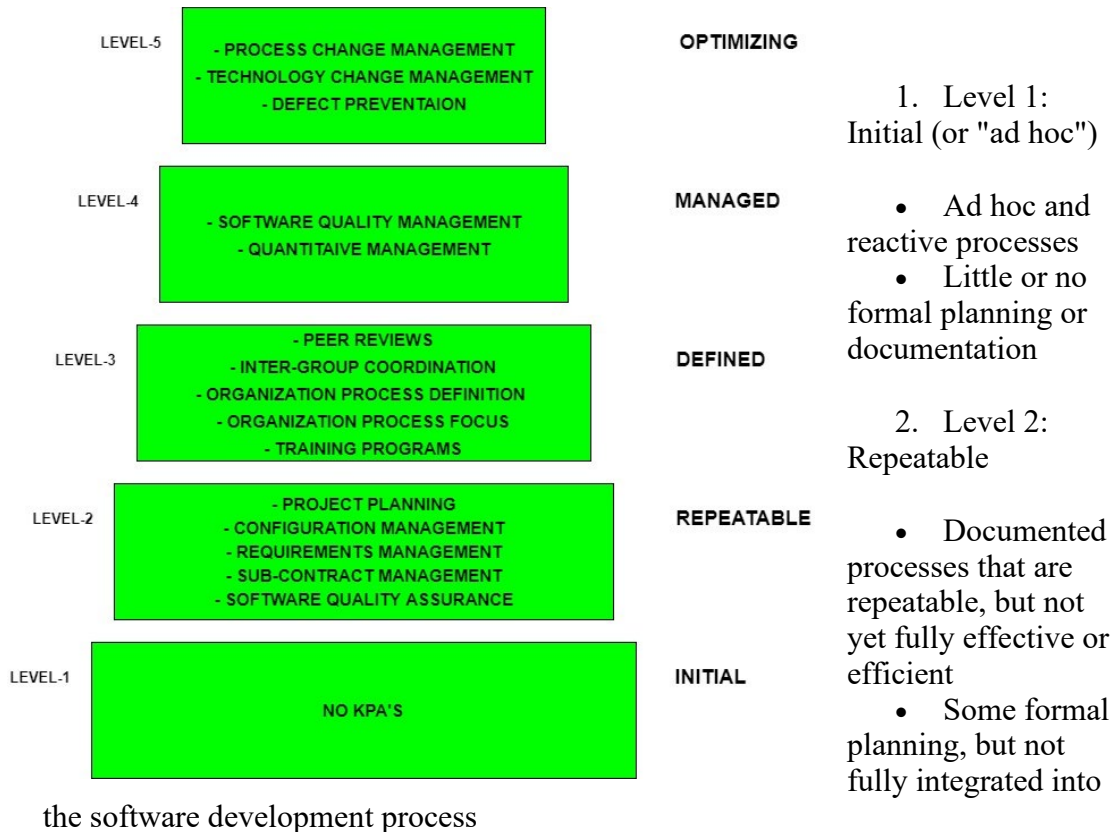 LEVEL-5
- PROCESS CHANGE MANAGEMENT
- TECHNOLOGY CHANGE MANAGEMENT
- DEFECT PREVENTAION
OPTIMIZING
LEVEL-4
- SOFTWARE QUALITY MANAGEMENT
- QUANTITAIVE MANAGEMENT
MANAGED
LEVEL-3
- PEER REVIEWS
- INTER-GROUP COORDINATION
- ORGANIZATION PROCESS DEFINITION
- ORGANIZATION PROCESS FOCUS
- TRAINING PROGRAMS
DEFINED
LEVEL-2
- PROJECT PLANNING
- CONFIGURATION MANAGEMENT
- REQUIREMENTS MANAGEMENT
- SUB-CONTRACT MANAGEMENT
- SOFTWARE QUALITY ASSURANCE
REPEATABLE
LEVEL-1
NO KPA'S
INITIAL
1. Level 1:
Initial (or "ad hoc")
• Ad hoc and
reactive processes
• Little or no
formal planning or
documentation
2. Level 2:
Repeatable
• Documented
processes that are
repeatable, but not
yet fully effective or
efficient
• Some formal
planning, but not
fully integrated into
the software development process